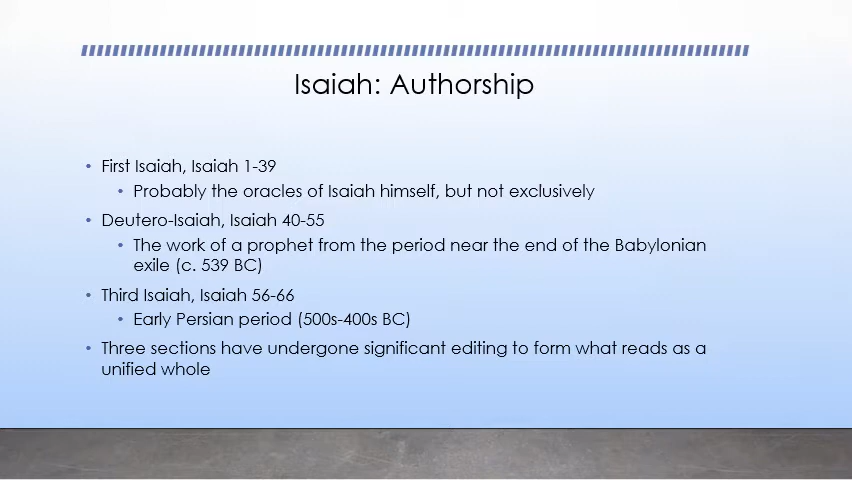 Isaiah: Authorship
• First Isaiah, Isaiah 1-39
• Probably the oracles of Isaiah himself, but not exclusively
• Deutero-Isaiah, Isaiah 40-55
• The work of a prophet from the period near the end of the Babylonian
exile (c. 539 BC)
• Third Isaiah, Isaiah 56-66
• Early Persian period (500s-400s BC)
• Three sections have undergone significant editing to form what reads as a
unified whole